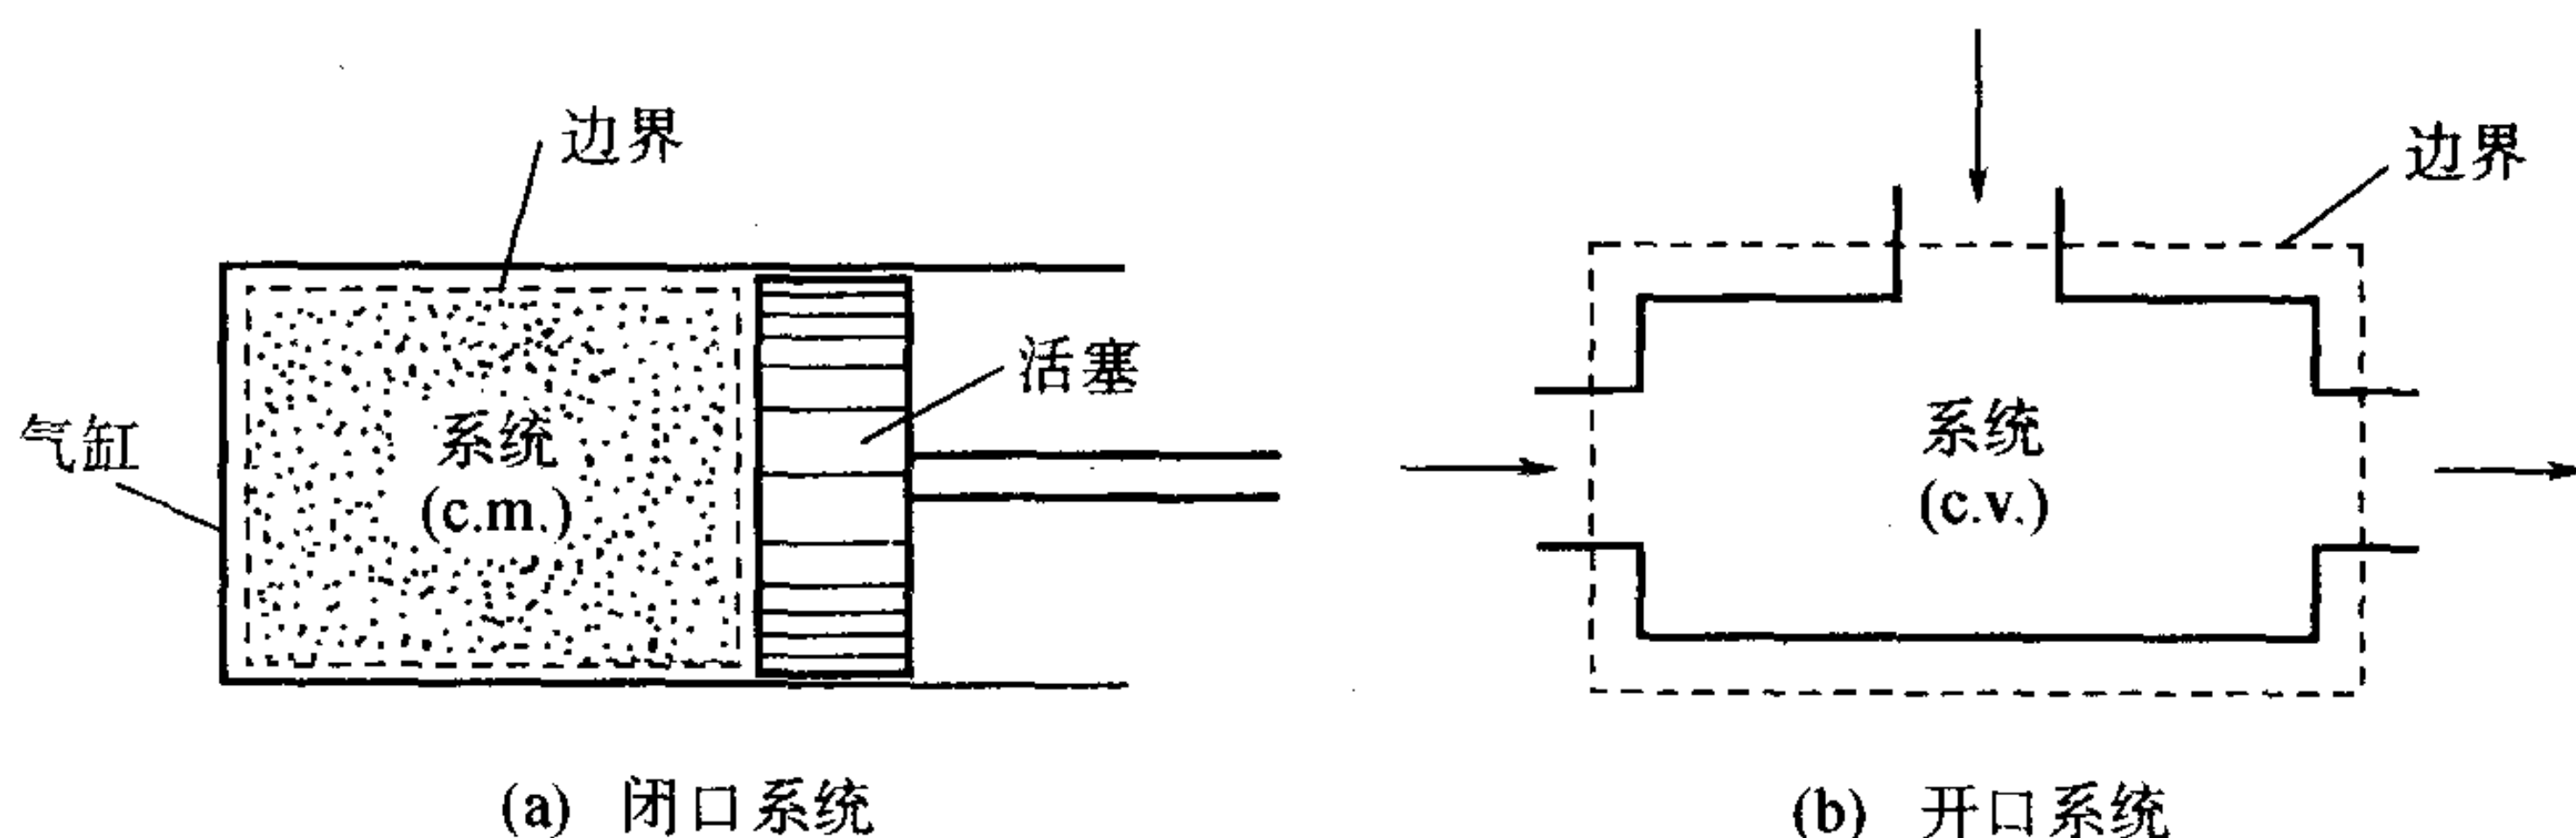 边界
活塞
气缸
系统
(c.m.)
(a) 闭口系统
边界
系统
(c.v.)
(b) 开口系统